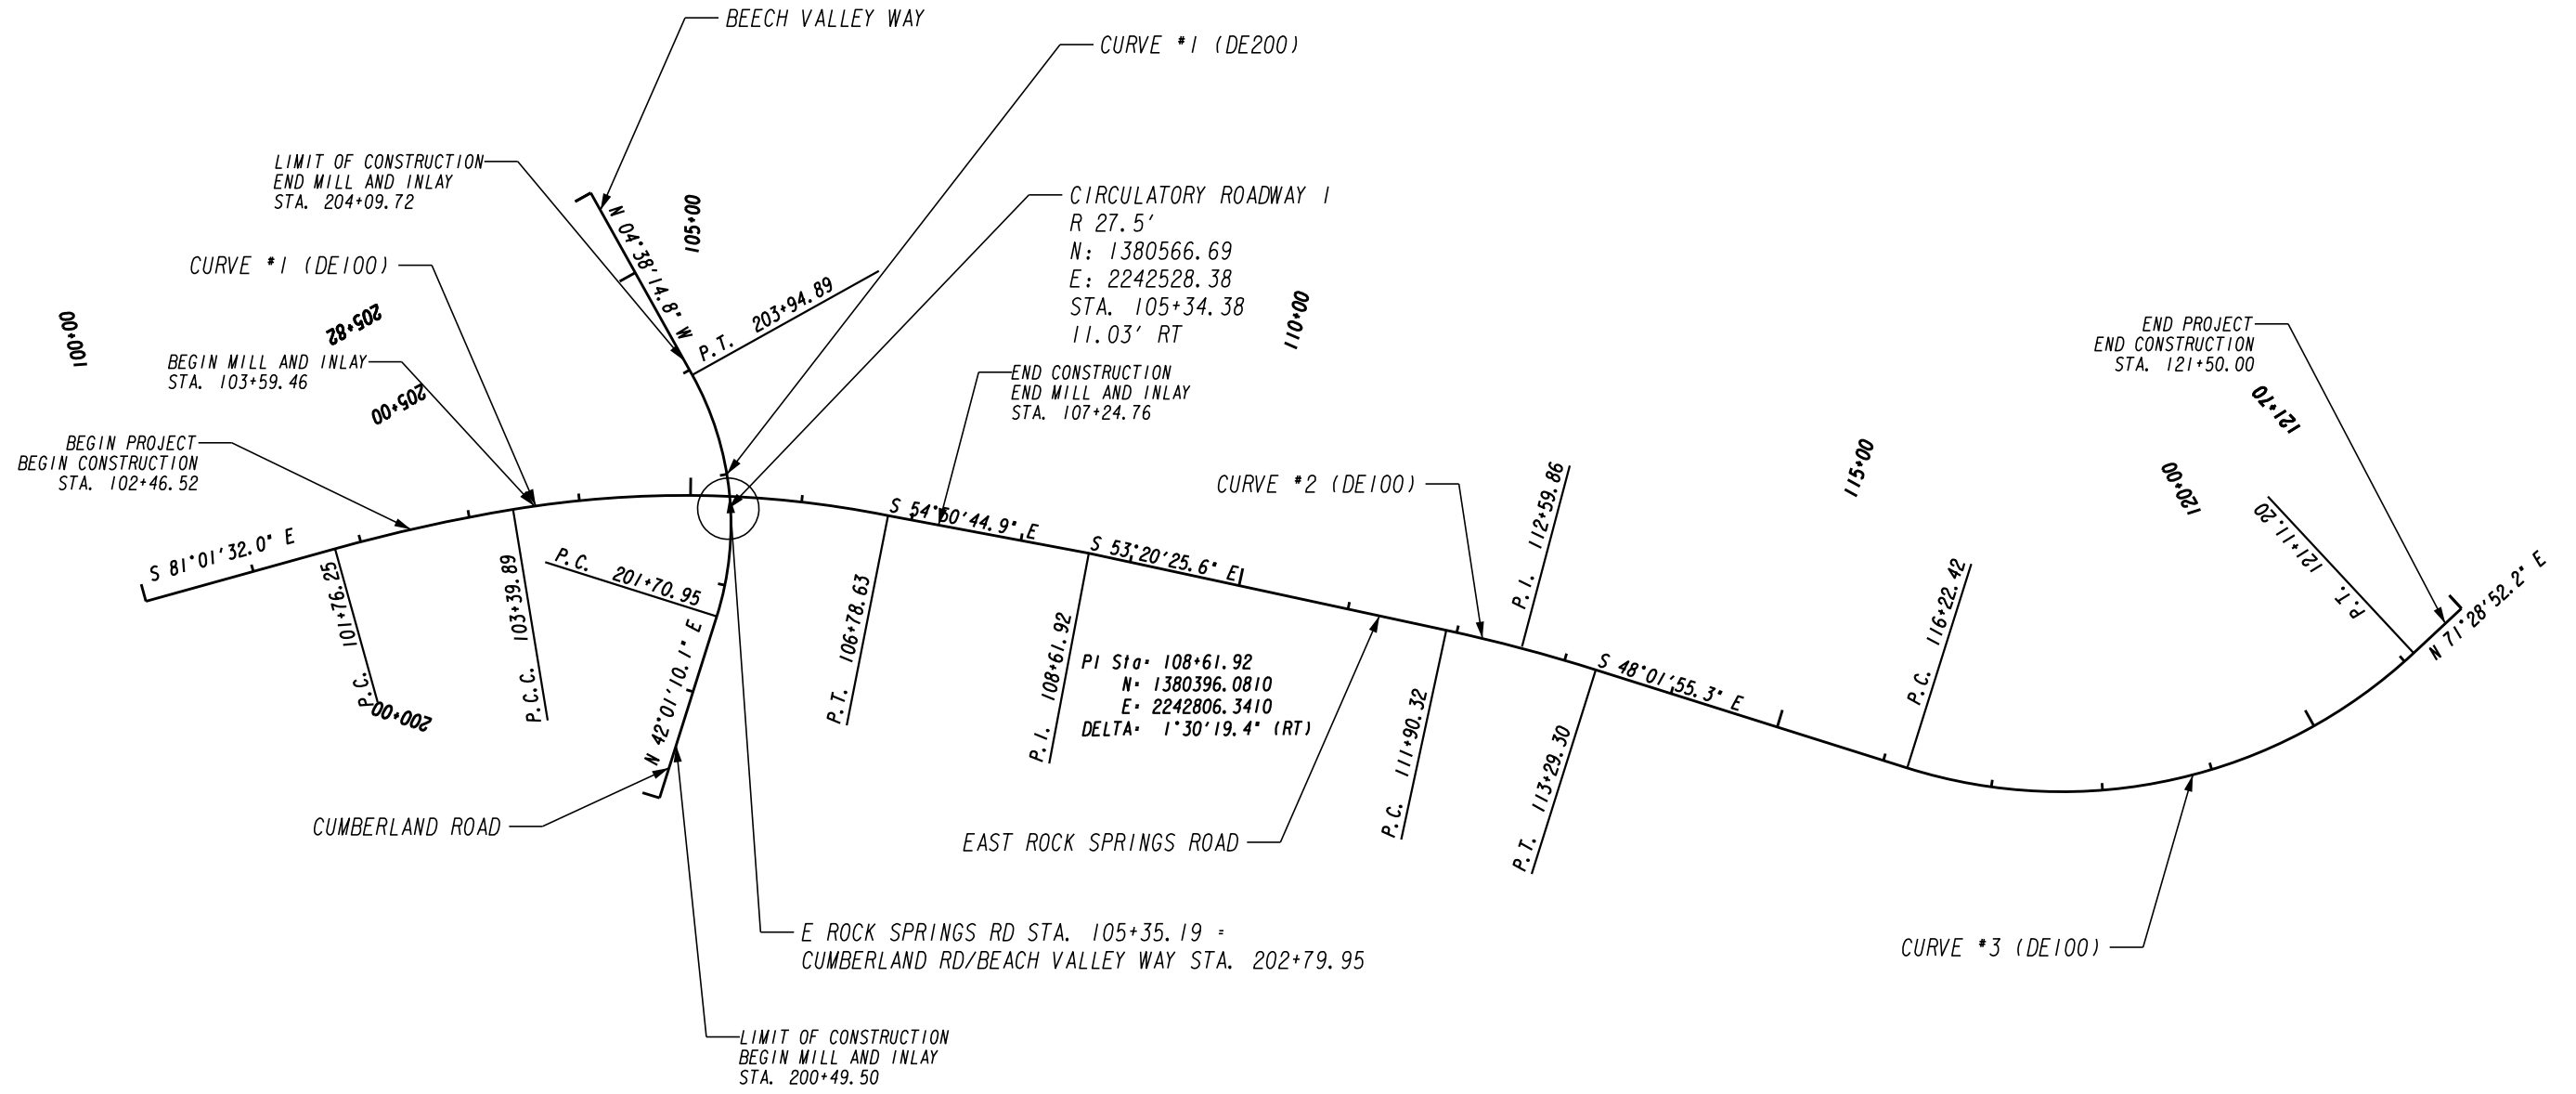 BEECH VALLEY WAY
CURVE #1 (DE200)
LIMIT OF CONSTRUCTION
END MILL AND INLAY
STA. 204+09.72
N 04°38'14.8" W
105+00
CIRCULATORY ROADWAY 1
R 27.5'
N: 1380566.69
E: 2242528.38
STA. 105+34.38
11.03' RT
CURVE #1 (DE100)
P.T. 203+94.89
100+00
205+82
110+00
BEGIN MILL AND INLAY
STA. 103+59.46
205+00
END CONSTRUCTION
END MILL AND INLAY
STA. 107+24.76
END PROJECT
END CONSTRUCTION
STA. 121+50.00
121+70
BEGIN PROJECT
BEGIN CONSTRUCTION
STA. 102+46.52
CURVE #2 (DE100)
P.I. 112+59.86
115+00
120+00
P.T. 121+11.20
S 81°01'32.0" E
S 54°50'44.9" E
S 53°20'25.6" E
N 71°28'52.2" E
P.C. 101+76.25
P.C.C. 103+39.89
P.C. 201+70.95
P.T. 106+78.63
P.I. 108+61.92
PI Sta= 108+61.92
N= 1380396.0810
E= 2242806.3410
DELTA= 1°30'19.4" (RT)
S 48°01'55.3" E
P.C. 116+22.42
200+00
N 42°01'10.1" E
P.C. 111+90.32
P.T. 113+29.30
CUMBERLAND ROAD
EAST ROCK SPRINGS ROAD
E ROCK SPRINGS RD STA. 105+35.19 =
CUMBERLAND RD/BEACH VALLEY WAY STA. 202+79.95
CURVE #3 (DE100)
LIMIT OF CONSTRUCTION
BEGIN MILL AND INLAY
STA. 200+49.50